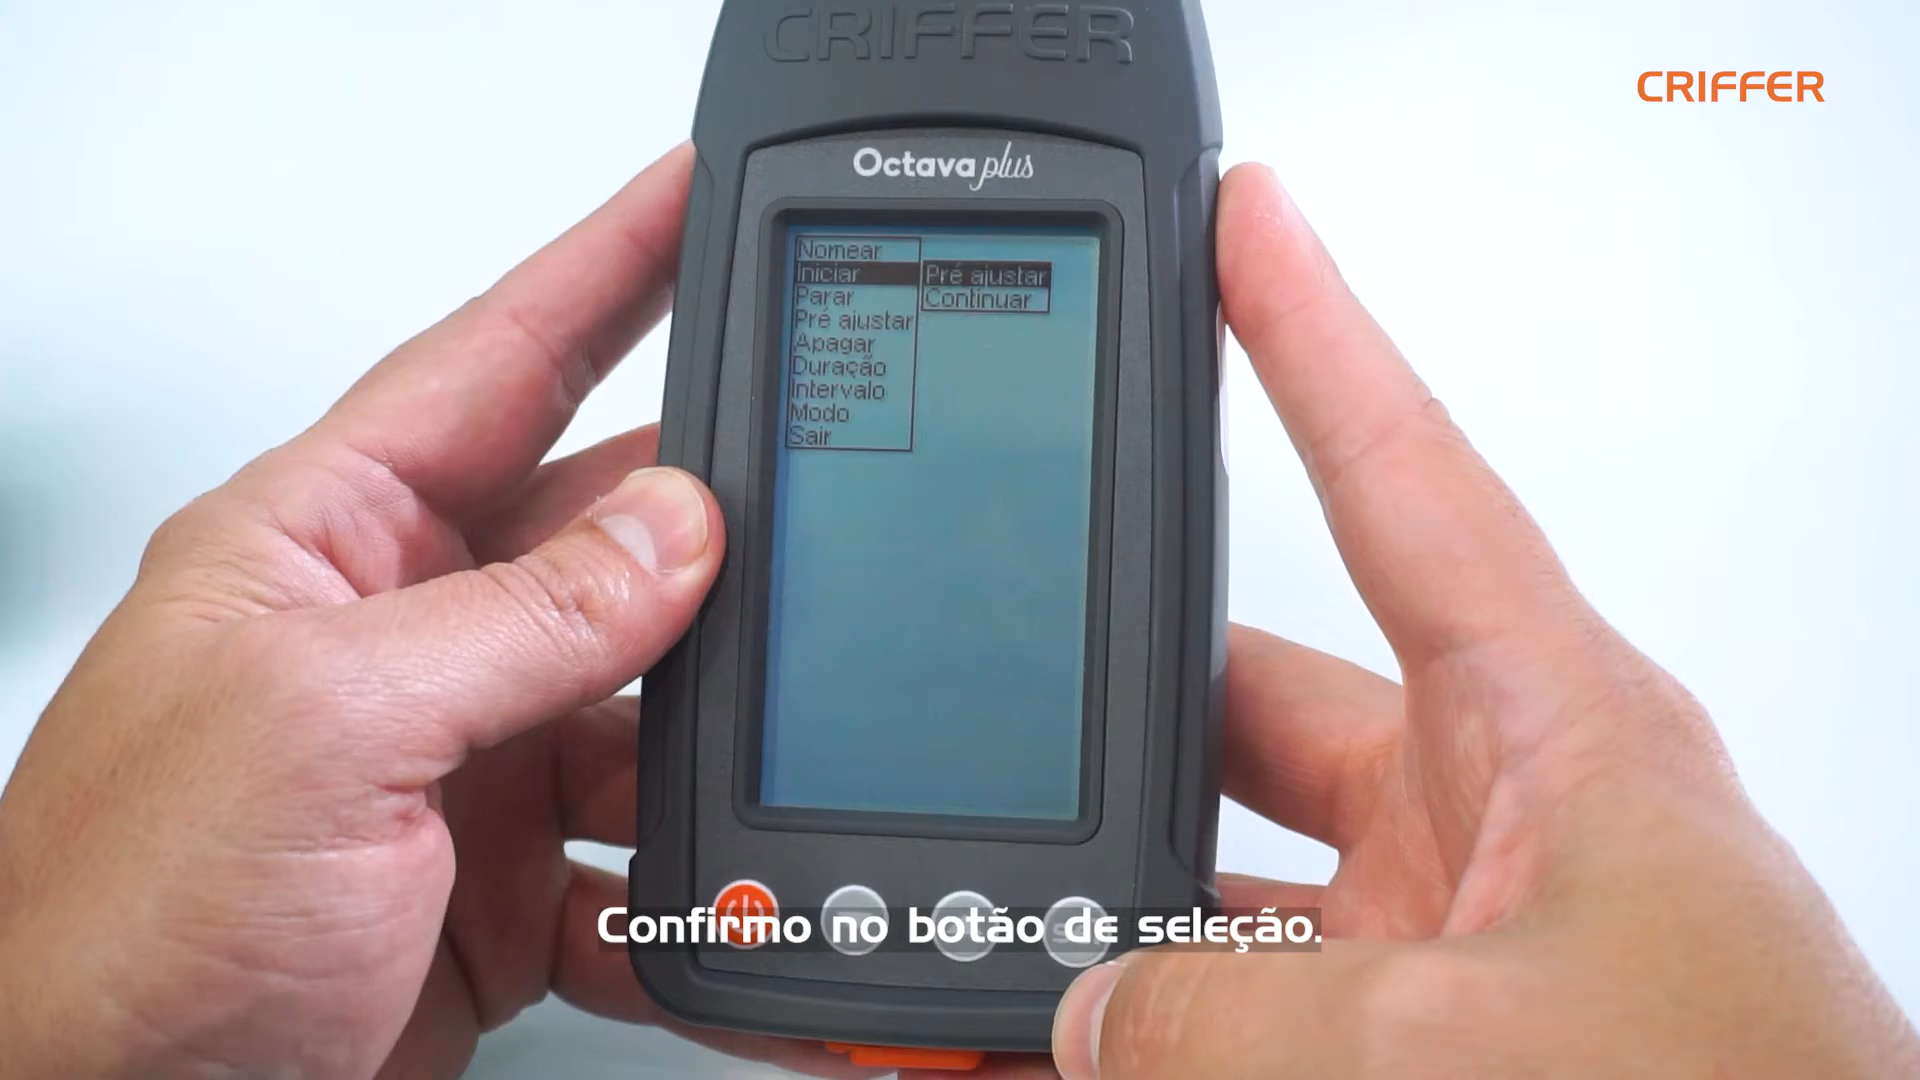 CRIFFER
CRIFFER
Octava plus
Nomear
Iniciar
Parar
Pré ajustar
Apagar
Duração
Intervalo
Modo
Sair
Pré ajustar
Continuar
Confirmo no botão de seleção.